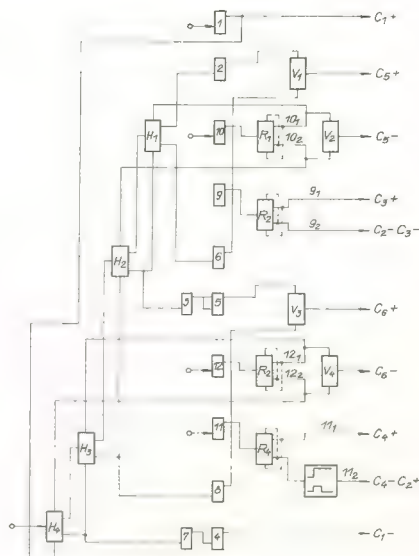 1 C₁+
2 V₁ C₅+
H₁ 10 R₁ 10₁ 10₂ V₂ C₅-
9 R₂ 9₁ C₃+
9₂ C₂- C₃-
H₂ 6
3 5 V₃ C₆+
12 R₂ 12₁ 12₂ V₄ C₆-
11 R₄ 11₁ C₄+
H₃ 11₂ C₄- C₂+
8
H₄ 7 4 C₁-